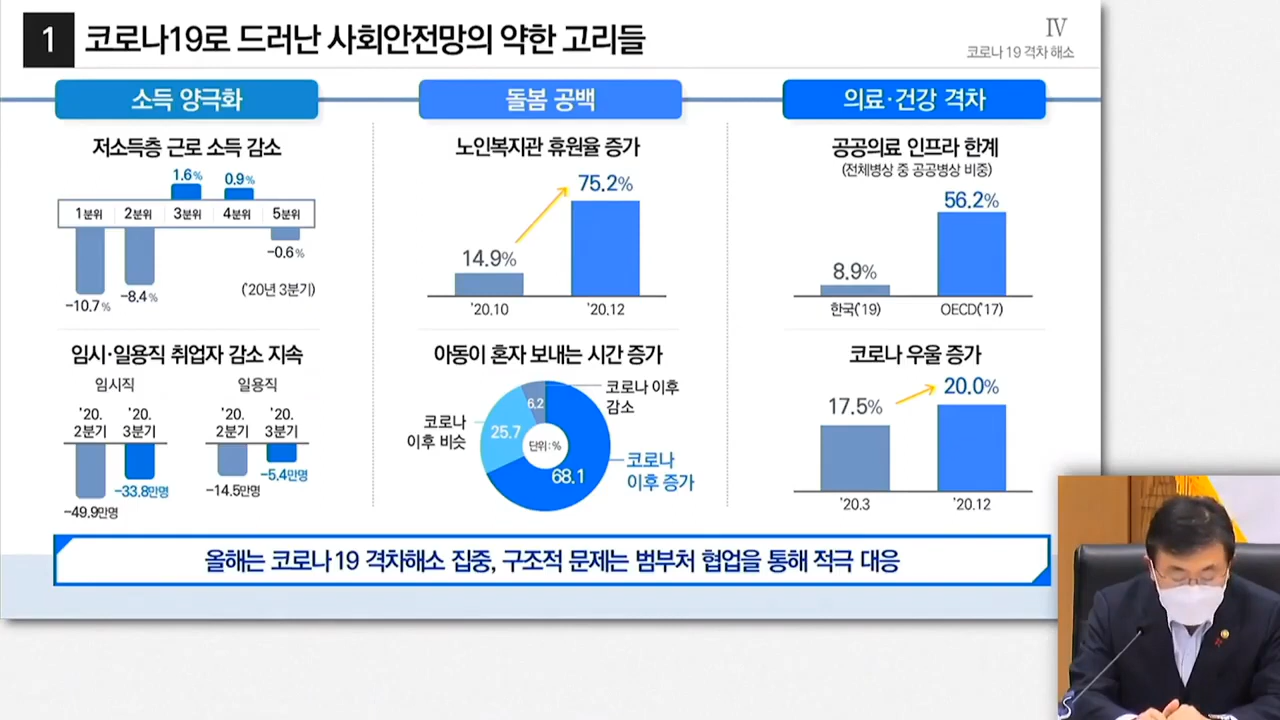 1
코로나19로 드러난 사회안전망의 약한 고리들
Ⅳ
코로나 19 격차 해소
소득 양극화
저소득층 근로 소득 감소
1.6%
0.9%
1분위
2분위
3분위
4분위
5분위
-10.7%
-8.4%
-0.6%
('20년 3분기)
임시·일용직 취업자 감소 지속
임시직
일용직
'20.
2분기
'20.
3분기
'20.
2분기
'20.
3분기
-49.9만명
-33.8만명
-14.5만명
-5.4만명
돌봄 공백
노인복지관 휴원율 증가
14.9%
75.2%
'20.10
'20.12
아동이 혼자 보내는 시간 증가
코로나 이후
감소
6.2
코로나
이후 비슷
25.7
단위:%
68.1
코로나
이후 증가
의료·건강 격차
공공의료 인프라 한계
(전체병상 중 공공병상 비중)
8.9%
56.2%
한국('19)
OECD('17)
코로나 우울 증가
17.5%
20.0%
'20.3
'20.12
올해는 코로나19 격차해소 집중, 구조적 문제는 범부처 협업을 통해 적극 대응